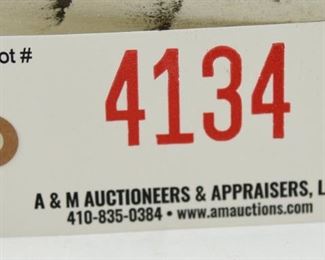 ot #
4134
A & M AUCTIONEERS & APPRAISERS, L
410-835-0384 • www.amauctions.com